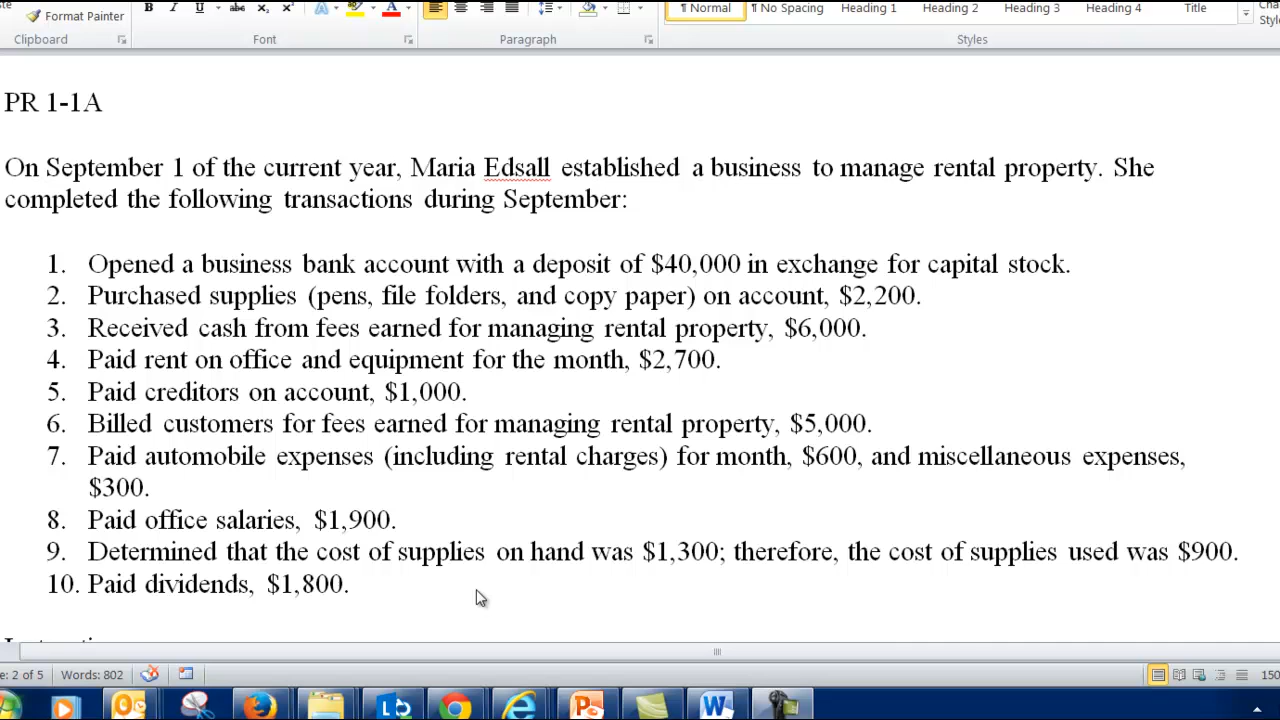 Format Painter
B I U abc X₂ X² A ab A
¶ Normal ¶ No Spacing Heading 1 Heading 2 Heading 3 Heading 4 Title
Clipboard Font Paragraph Styles
PR 1-1A
On September 1 of the current year, Maria Edsall established a business to manage rental property. She
completed the following transactions during September:
1. Opened a business bank account with a deposit of $40,000 in exchange for capital stock.
2. Purchased supplies (pens, file folders, and copy paper) on account, $2,200.
3. Received cash from fees earned for managing rental property, $6,000.
4. Paid rent on office and equipment for the month, $2,700.
5. Paid creditors on account, $1,000.
6. Billed customers for fees earned for managing rental property, $5,000.
7. Paid automobile expenses (including rental charges) for month, $600, and miscellaneous expenses,
$300.
8. Paid office salaries, $1,900.
9. Determined that the cost of supplies on hand was $1,300; therefore, the cost of supplies used was $900.
10. Paid dividends, $1,800.
e: 2 of 5 Words: 802 150